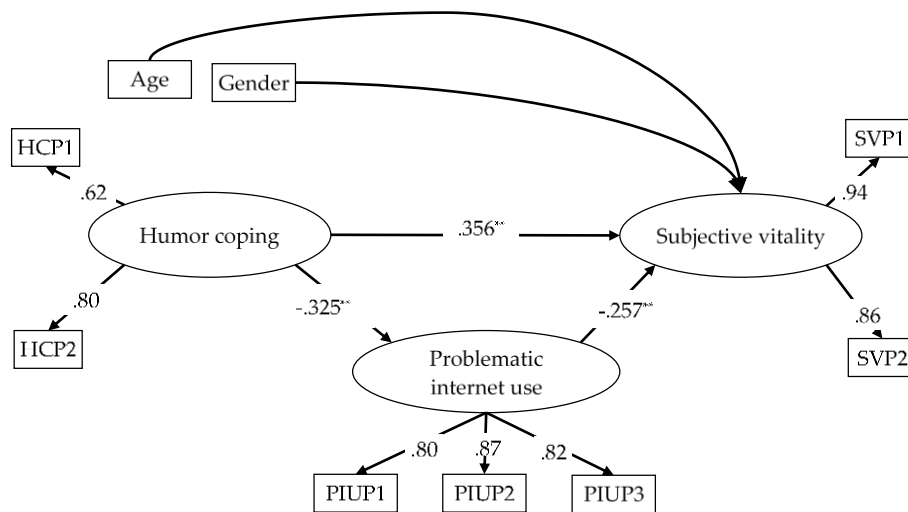 Age
Gender
HCP1
SVP1
.62
.94
Humor coping
.356**
Subjective vitality
.80
-.325**
-.257**
.86
HCP2
Problematic
internet use
SVP2
.80
.87
.82
PIUP1
PIUP2
PIUP3